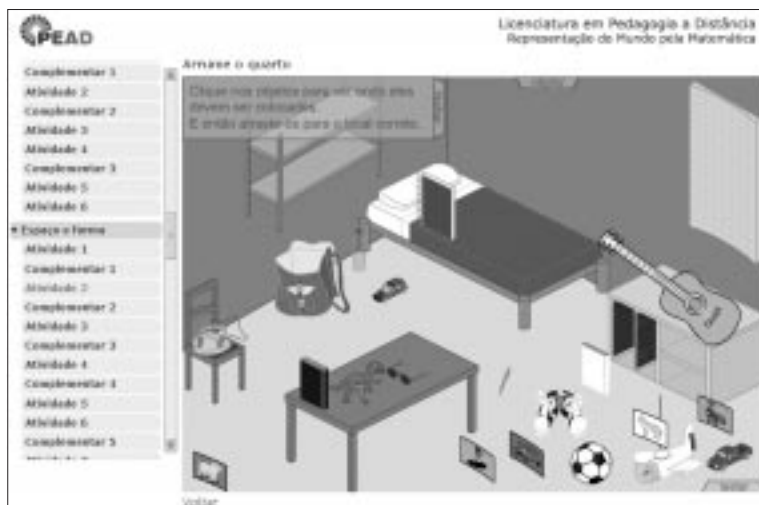 PEAD
Licenciatura em Pedagogia a Distância
Representação do Mundo pela Matemática
Complementar 1
Atividade 2
Complementar 2
Atividade 3
Atividade 4
Complementar 3
Atividade 5
Atividade 6
Espaço e forma
Atividade 1
Complementar 1
Atividade 2
Complementar 2
Atividade 3
Complementar 3
Atividade 4
Complementar 4
Atividade 5
Atividade 6
Complementar 5
Arrume o quarto
Clique nos objetos para ver onde eles
devem ser colocados.
E então arraste-os para o local correto.
Voltar